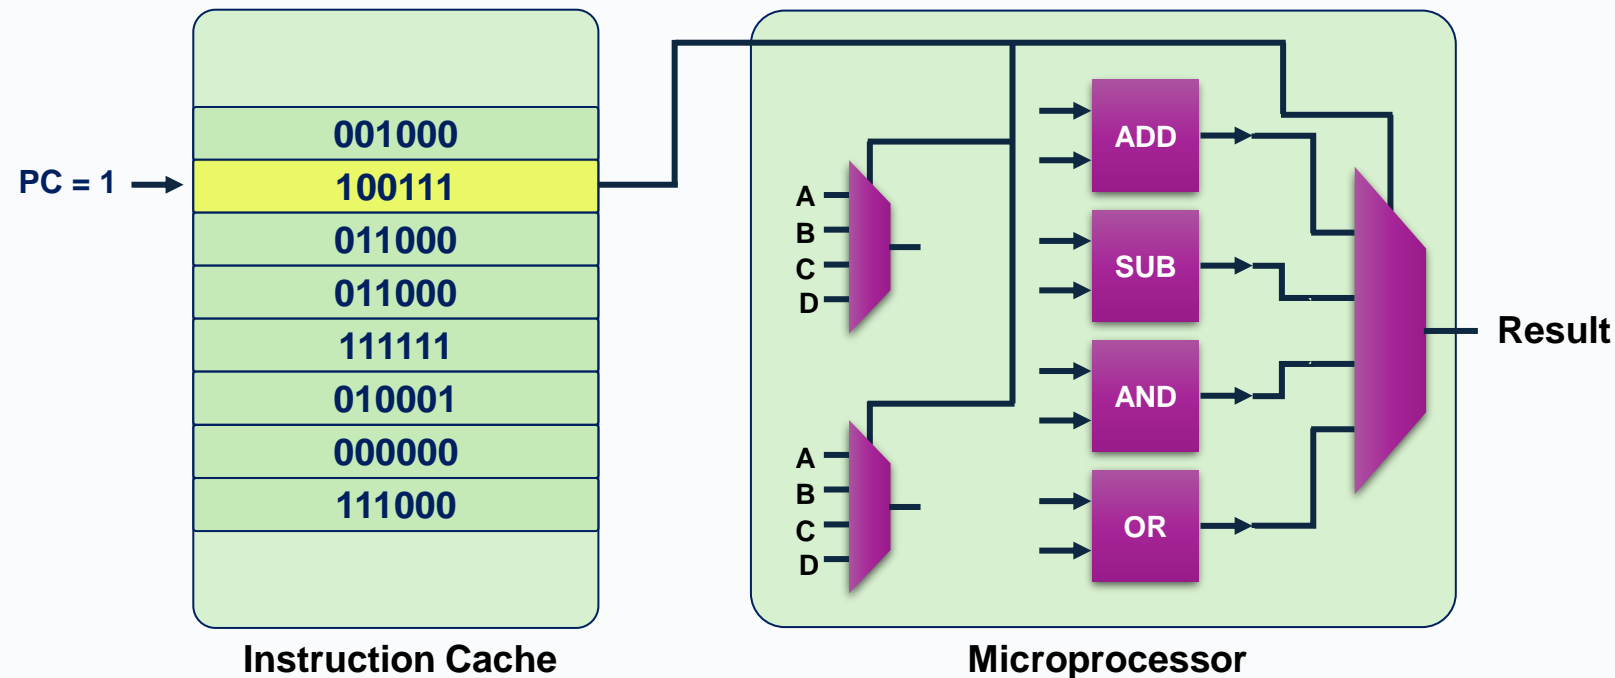 001000
PC = 1
100111
011000
011000
111111
010001
000000
111000
Instruction Cache
A
B
C
D
A
B
C
D
ADD
SUB
AND
OR
Result
Microprocessor